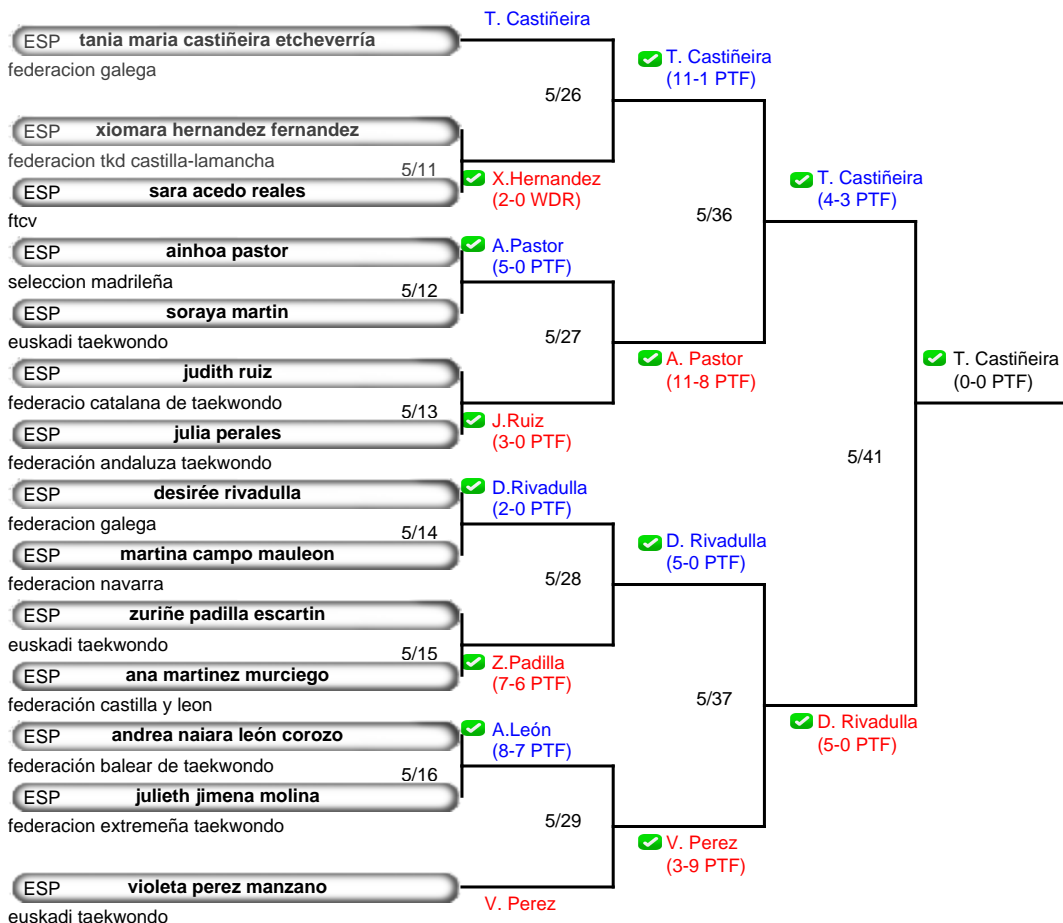 T. Castiñeira
ESP tania maria castiñeira etcheverría
federacion galega
T. Castiñeira
(11-1 PTF)
5/26
ESP xiomara hernandez fernandez
federacion tkd castilla-lamancha
5/11
X.Hernandez
(2-0 WDR)
ESP sara acedo reales
ftcv
T. Castiñeira
(4-3 PTF)
5/36
ESP ainhoa pastor
seleccion madrileña
A.Pastor
(5-0 PTF)
5/12
ESP soraya martin
euskadi taekwondo
5/27
A. Pastor
(11-8 PTF)
ESP judith ruiz
federacio catalana de taekwondo
5/13
J.Ruiz
(3-0 PTF)
ESP julia perales
federación andaluza taekwondo
T. Castiñeira
(0-0 PTF)
5/41
ESP desirée rivadulla
federacion galega
D.Rivadulla
(2-0 PTF)
5/14
ESP martina campo mauleon
federacion navarra
D. Rivadulla
(5-0 PTF)
5/28
ESP zuriñe padilla escartin
euskadi taekwondo
5/15
Z.Padilla
(7-6 PTF)
ESP ana martinez murciego
federación castilla y leon
5/37
D. Rivadulla
(5-0 PTF)
ESP andrea naiara león corozo
federación balear de taekwondo
A.León
(8-7 PTF)
5/16
ESP julieth jimena molina
federacion extremeña taekwondo
5/29
V. Perez
(3-9 PTF)
ESP violeta perez manzano
euskadi taekwondo
V. Perez